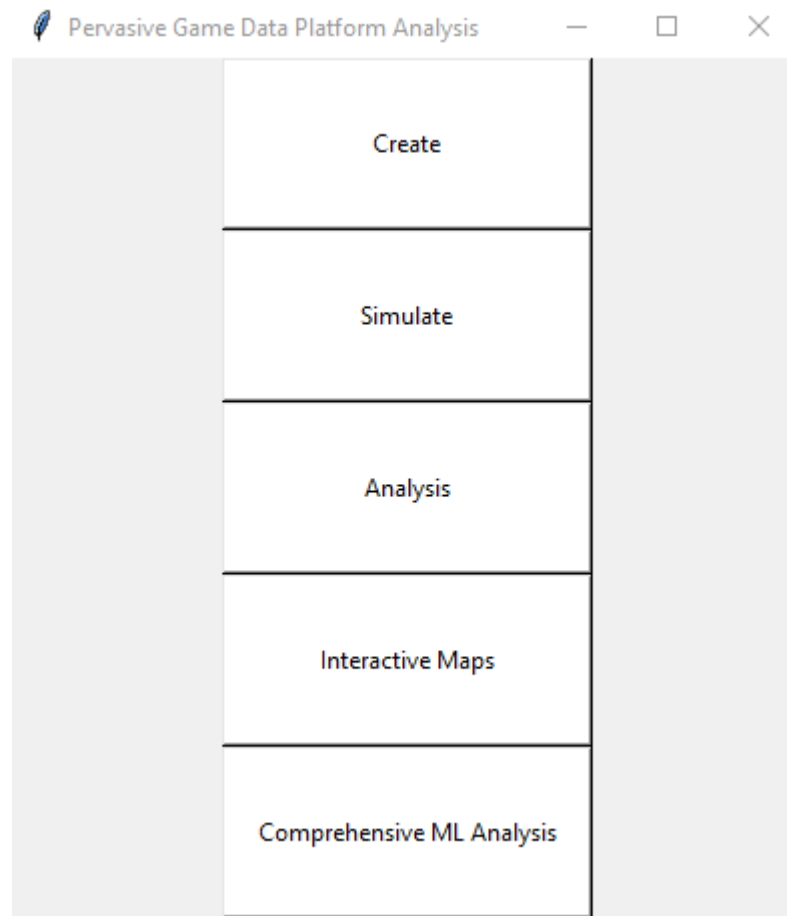 Pervasive Game Data Platform Analysis
Create
Simulate
Analysis
Interactive Maps
Comprehensive ML Analysis